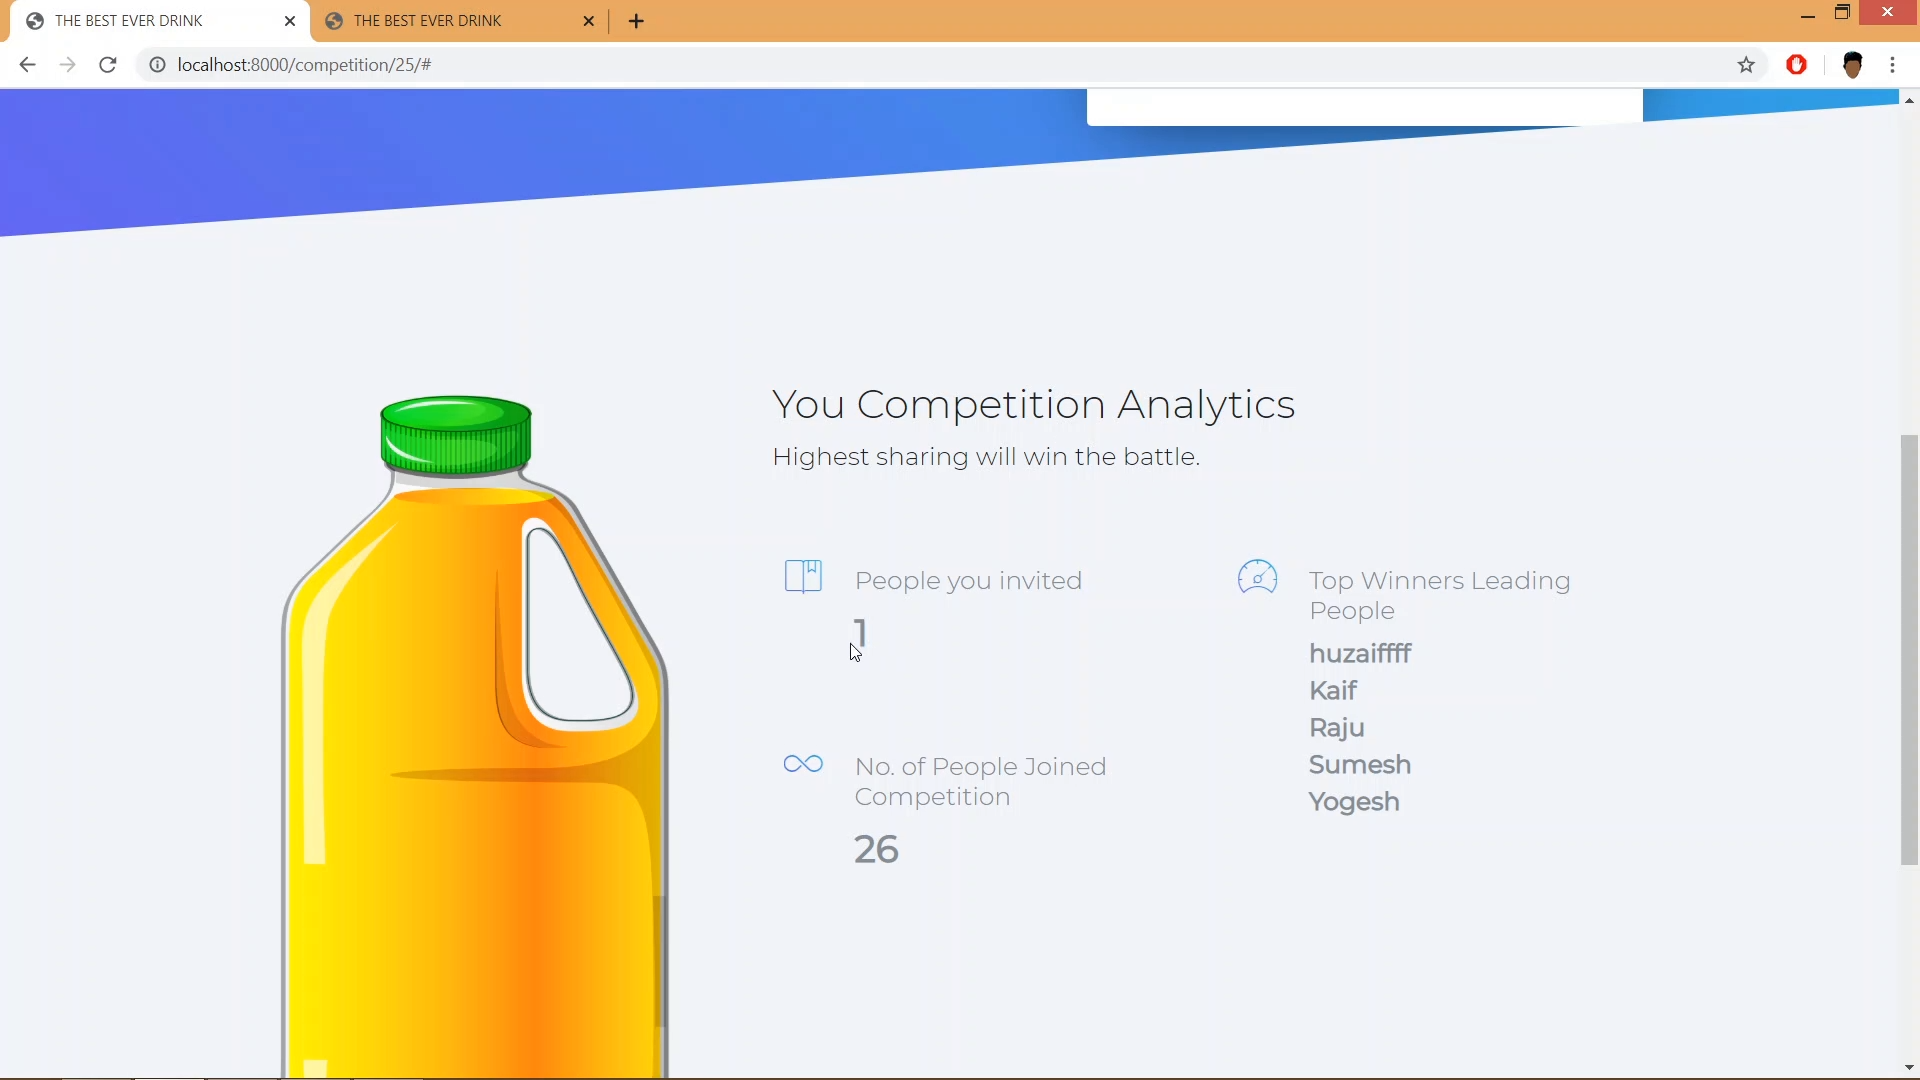 THE BEST EVER DRINK
THE BEST EVER DRINK
localhost:8000/competition/25/#
You Competition Analytics
Highest sharing will win the battle.
People you invited
1
No. of People Joined
Competition
26
Top Winners Leading
People
huzaiffff
Kaif
Raju
Sumesh
Yogesh